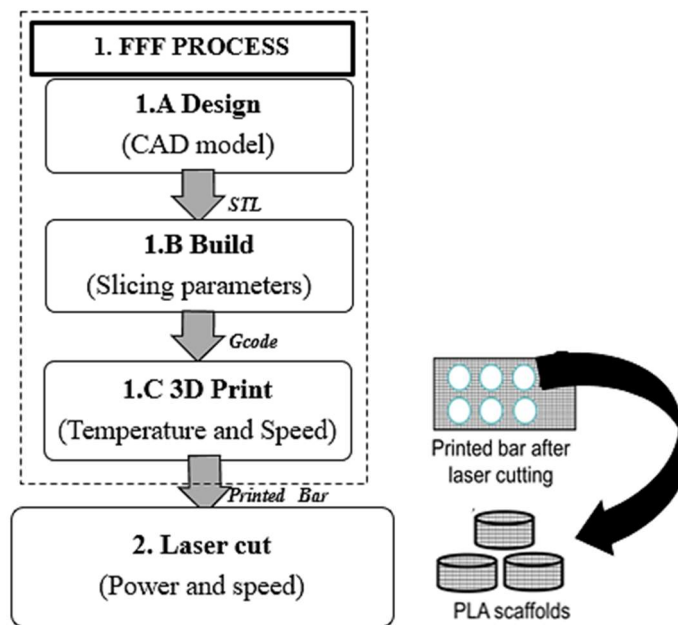 1. FFF PROCESS
1.A Design
(CAD model)
STL
1.B Build
(Slicing parameters)
Gcode
1.C 3D Print
(Temperature and Speed)
Printed Bar
2. Laser cut
(Power and speed)
Printed bar after
laser cutting
PLA scaffolds